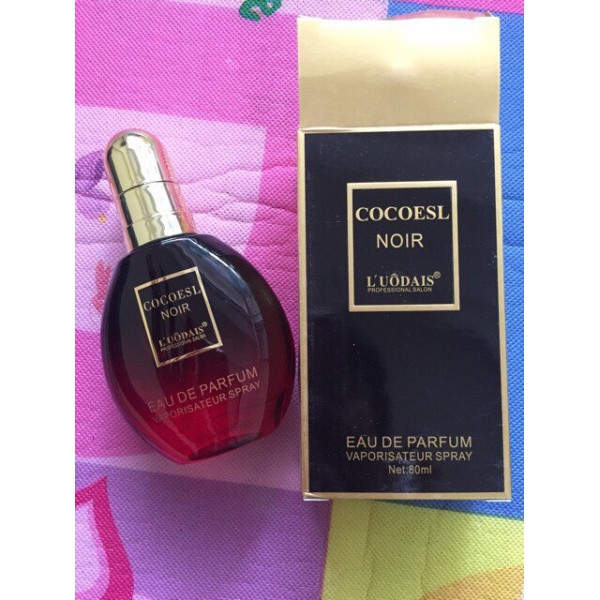 COCOESL
NOIR
L'UÔDAIS®
PROFESSIONAL SALON
EAU DE PARFUM
VAPORISATEUR SPRAY
COCOESL
NOIR
L'UÔDAIS®
PROFESSIONAL SALON
EAU DE PARFUM
VAPORISATEUR SPRAY
Net:80ml